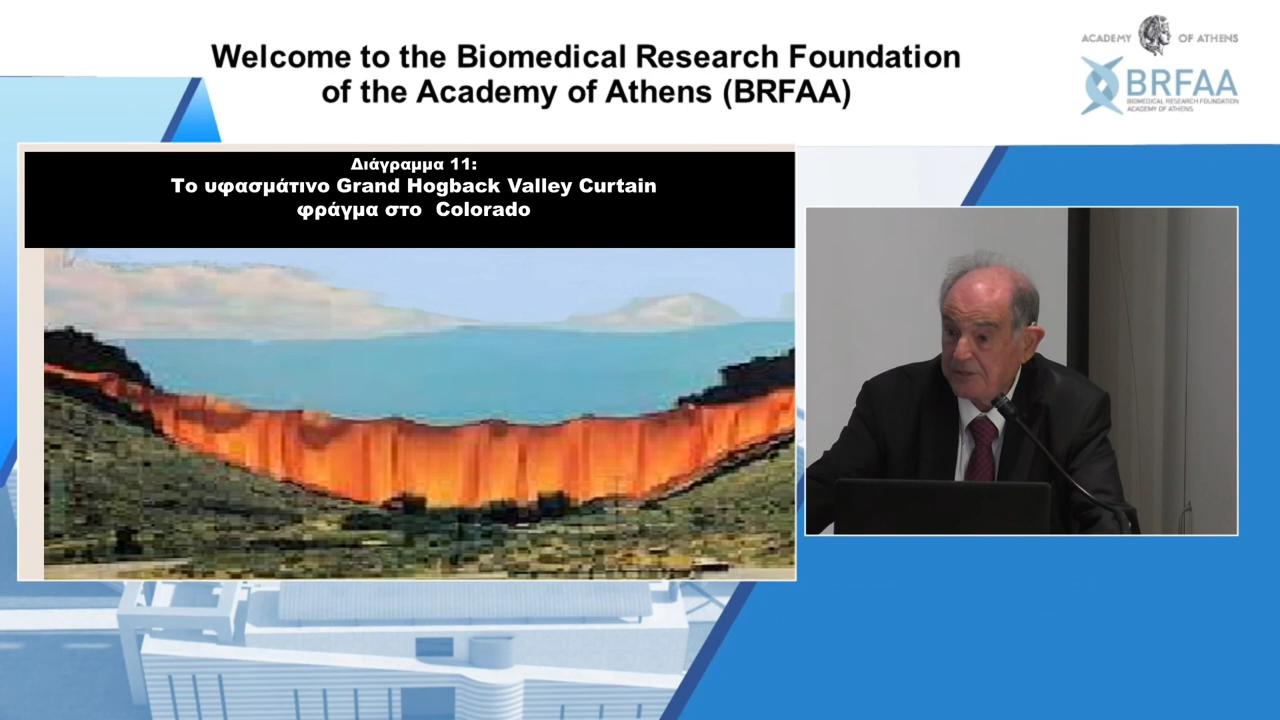 Welcome to the Biomedical Research Foundation
of the Academy of Athens (BRFAA)
ACADEMY OF ATHENS
BRFAA
BIOMEDICAL RESEARCH FOUNDATION
ACADEMY OF ATHENS
Διάγραμμα 11:
Το υφασμάτινο Grand Hogback Valley Curtain
φράγμα στο Colorado